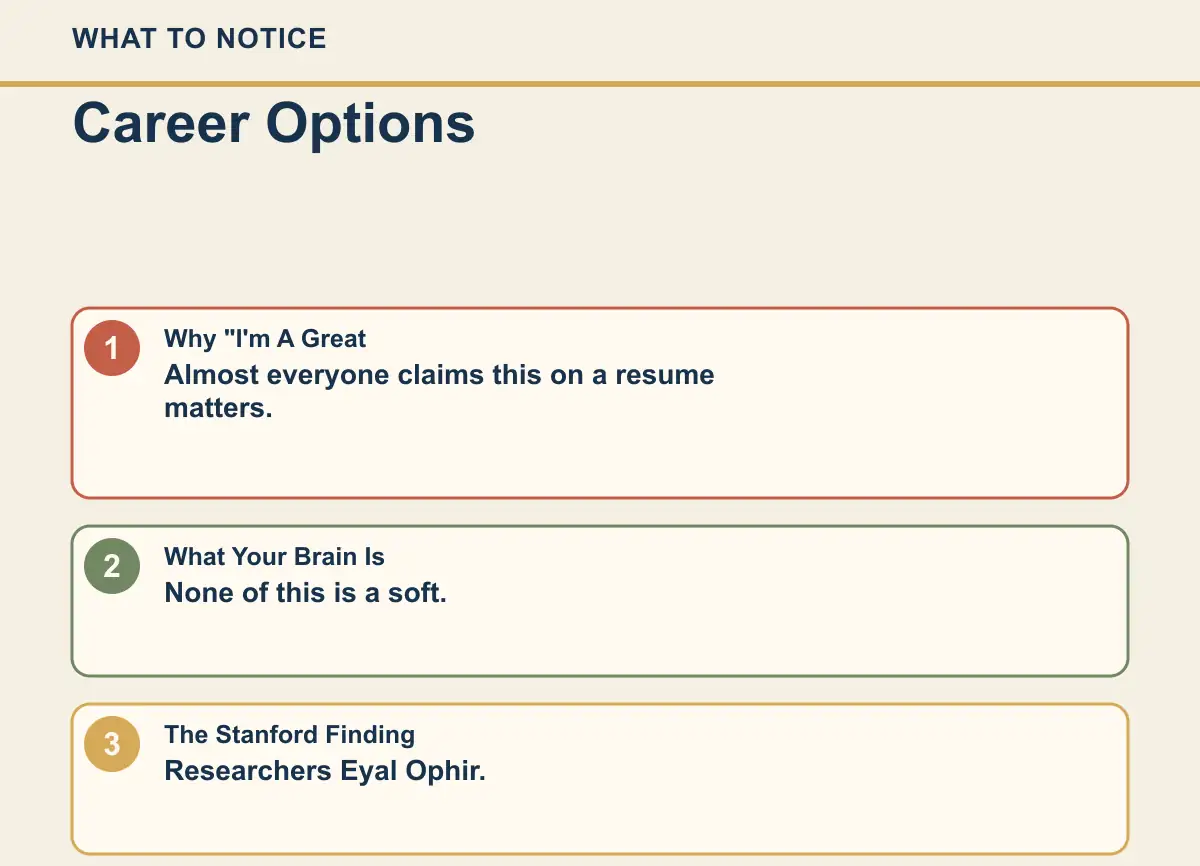 WHAT TO NOTICE
Career Options
1
Why "I'm A Great
Almost everyone claims this on a resume
matters.
2
What Your Brain Is
None of this is a soft.
3
The Stanford Finding
Researchers Eyal Ophir.